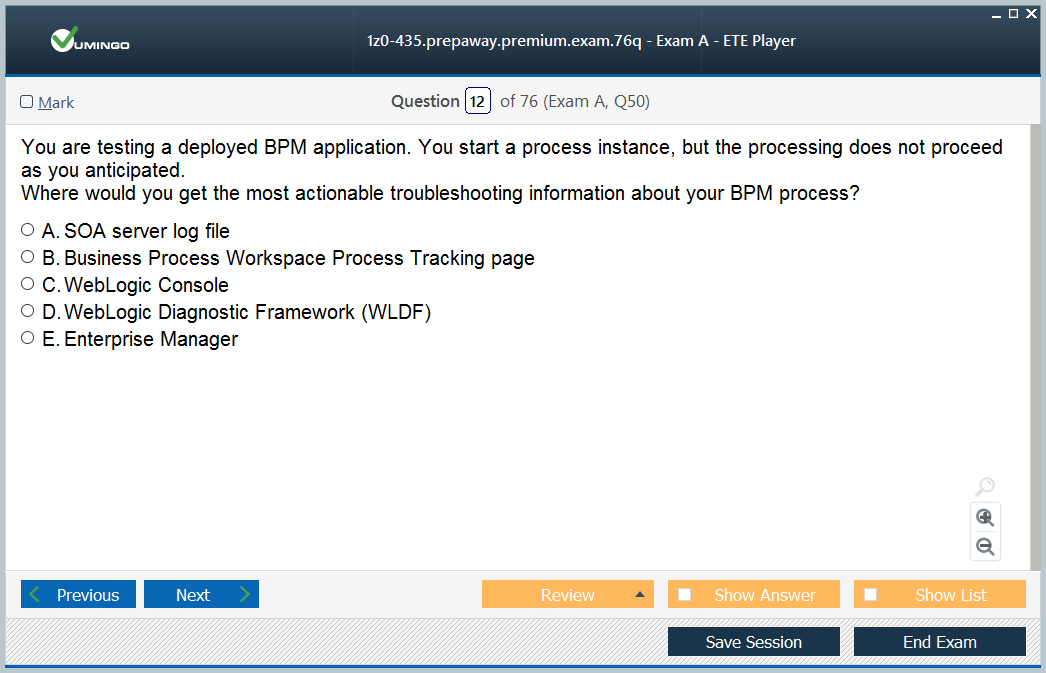 VUMINGO
1z0-435.prepaway.premium.exam.76q - Exam A - ETE Player
Mark
Question 12 of 76 (Exam A, Q50)
You are testing a deployed BPM application. You start a process instance, but the processing does not proceed
as you anticipated.
Where would you get the most actionable troubleshooting information about your BPM process?
A. SOA server log file
B. Business Process Workspace Process Tracking page
C. WebLogic Console
D. WebLogic Diagnostic Framework (WLDF)
E. Enterprise Manager
Previous
Next
Review
Show Answer
Show List
Save Session
End Exam